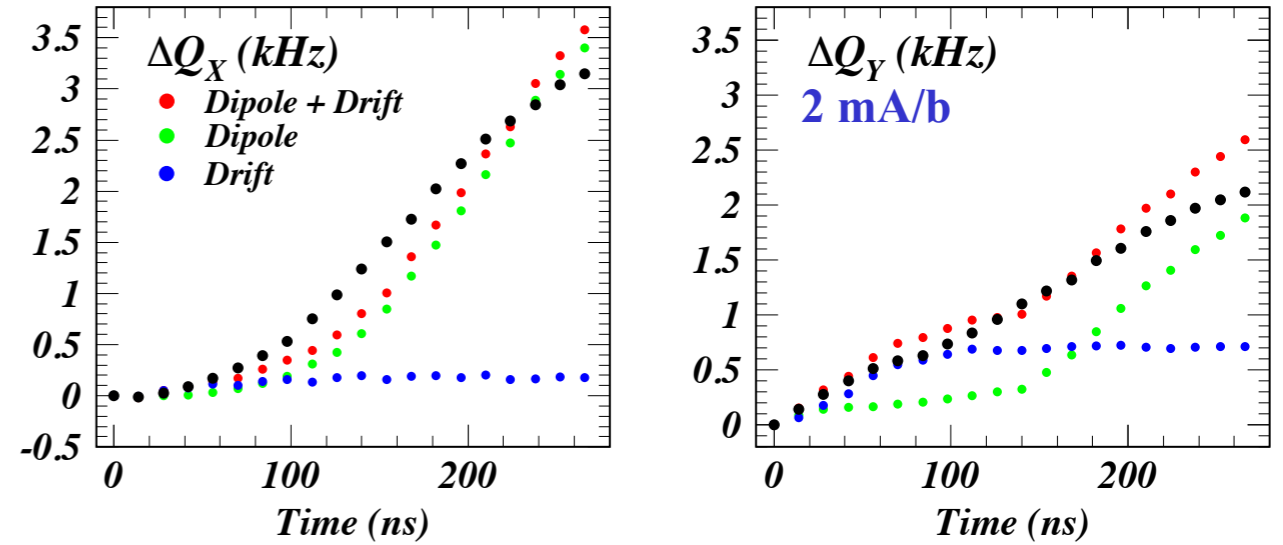 3.5
3
2.5
2
1.5
1
0.5
0
-0.5
ΔQ_X (kHz)
Dipole + Drift
Dipole
Drift
0 100 200
Time (ns)
3.5
3
2.5
2
1.5
1
0.5
0
ΔQ_Y (kHz)
2 mA/b
0 100 200
Time (ns)